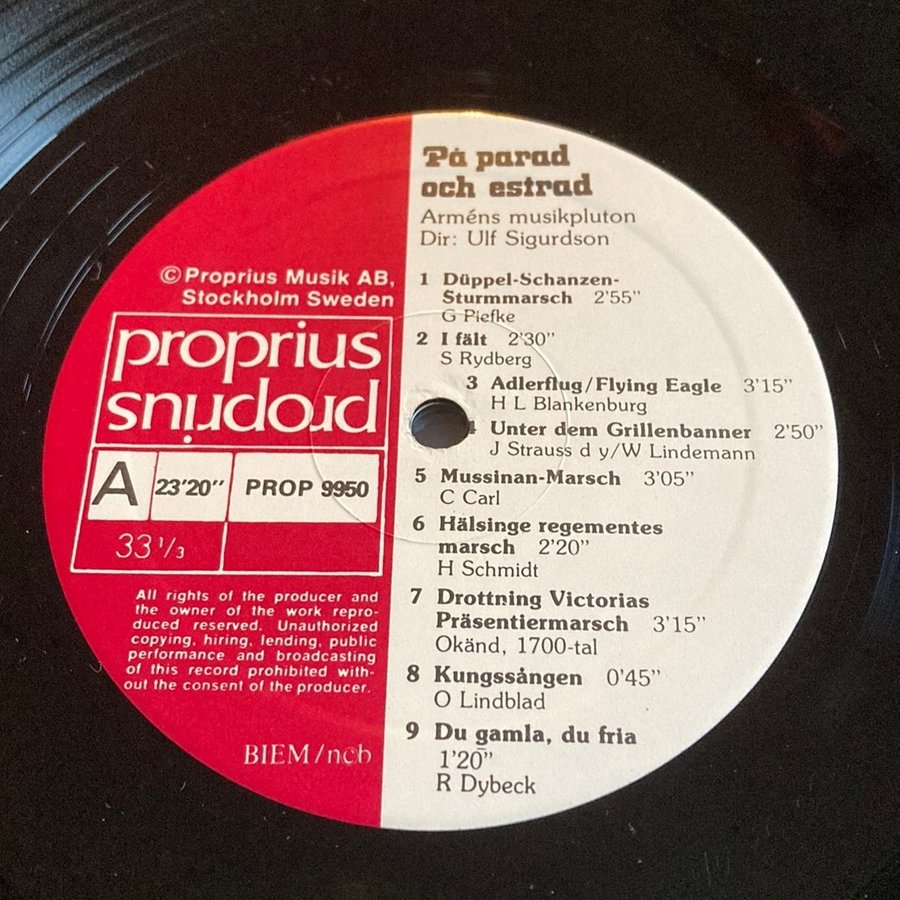 ©Proprius Musik AB,
Stockholm Sweden
proprius
proprius
A 23'20" PROP 9950
33 1/3
All rights of the producer and
the owner of the work repro-
duced reserved. Unauthorized
copying, hiring, lending, public
performance and broadcasting
of this record prohibited with-
out the consent of the producer.
BIEM/ncb
På parad
och estrad
Arméns musikpluton
Dir: Ulf Sigurdson
1 Düppel-Schanzen-
Sturmmarsch 2'55"
G Piefke
2 I fält 2'30"
S Rydberg
3 Adlerflug/Flying Eagle 3'15"
H L Blankenburg
4 Unter dem Grillenbanner 2'50"
J Strauss d y/W Lindemann
5 Mussinan-Marsch 3'05"
C Carl
6 Hälsinge regementes
marsch 2'20"
H Schmidt
7 Drottning Victorias
Präsentiermarsch 3'15"
Okänd, 1700-tal
8 Kungssången 0'45"
O Lindblad
9 Du gamla, du fria
1'20"
R Dybeck